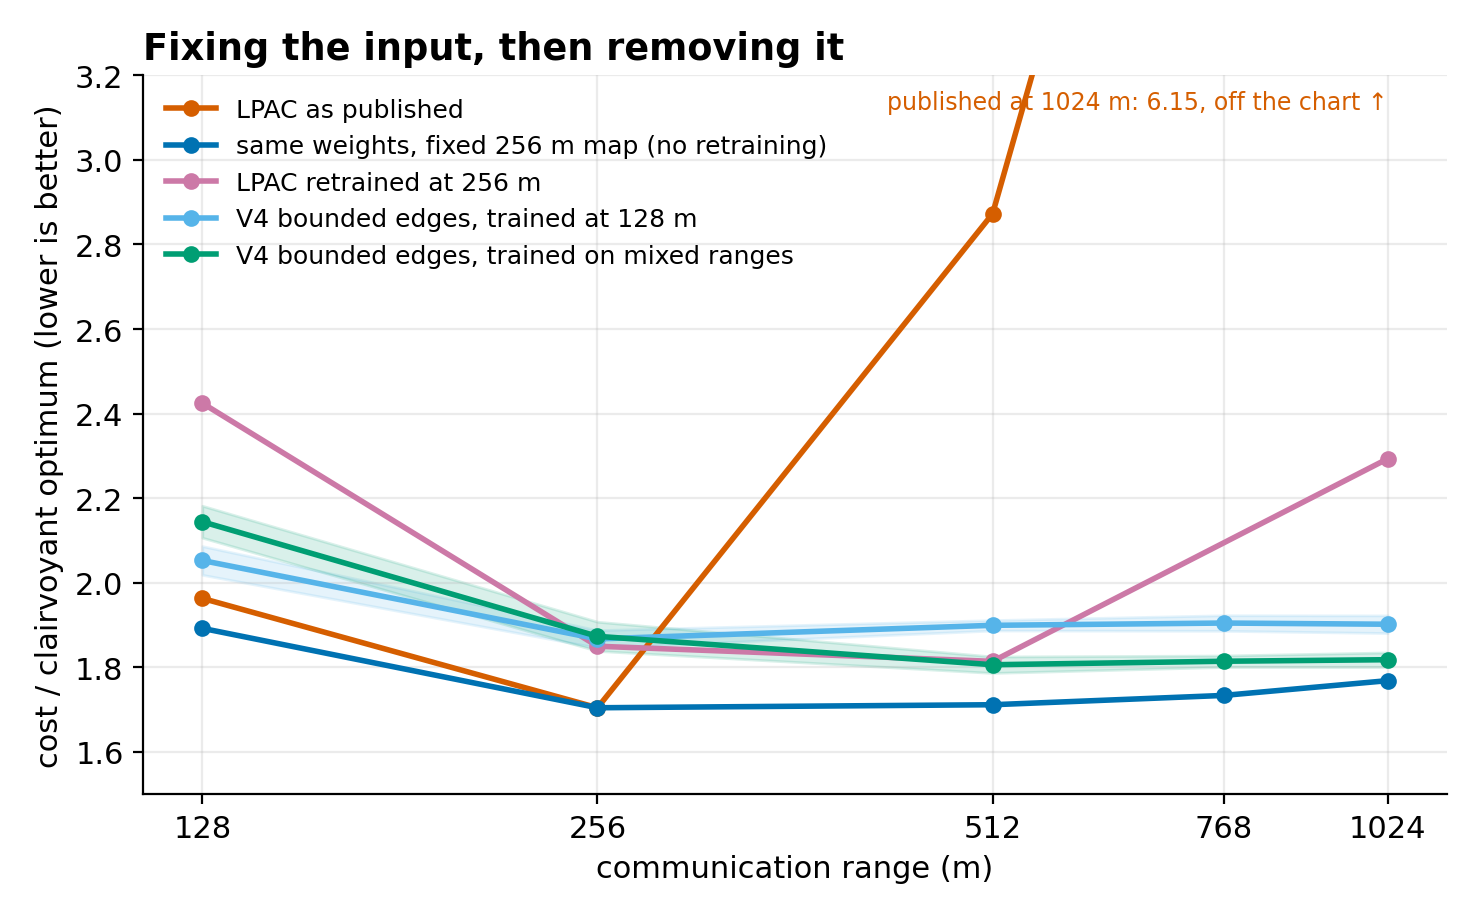 Fixing the input, then removing it
cost / clairvoyant optimum (lower is better)
3.2
3.0
2.8
2.6
2.4
2.2
2.0
1.8
1.6
LPAC as published
same weights, fixed 256 m map (no retraining)
LPAC retrained at 256 m
V4 bounded edges, trained at 128 m
V4 bounded edges, trained on mixed ranges
published at 1024 m: 6.15, off the chart ↑
128 256 512 768 1024
communication range (m)